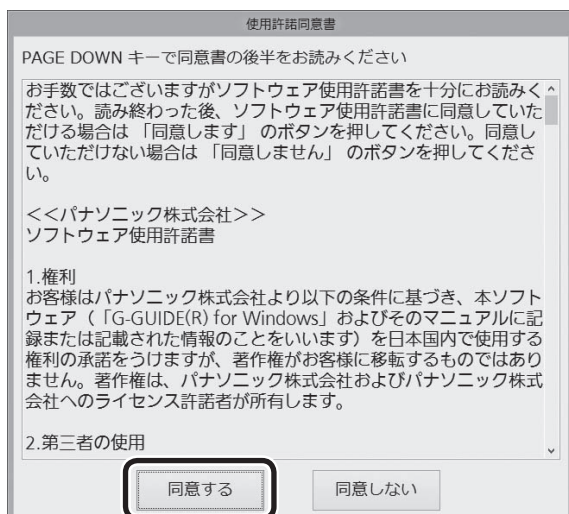 使用許諾同意書
PAGE DOWN キーで同意書の後半をお読みください
お手数ではございますがソフトウェア使用許諾書を十分にお読みく
ださい。読み終わった後、ソフトウェア使用許諾書に同意していた
だける場合は 「同意します」 のボタンを押してください。同意し
ていただけない場合は 「同意しません」 のボタンを押してくださ
い。
<<パナソニック株式会社>>
ソフトウェア使用許諾書
1.権利
お客様はパナソニック株式会社より以下の条件に基づき、本ソフト
ウェア（「G-GUIDE(R) for Windows」およびそのマニュアルに記
録または記載された情報のことをいいます）を日本国内で使用する
権利の承諾をうけますが、著作権がお客様に移転するものではあり
ません。著作権は、パナソニック株式会社およびパナソニック株式
会社へのライセンス許諾者が所有します。
2.第三者の使用
同意する 同意しない